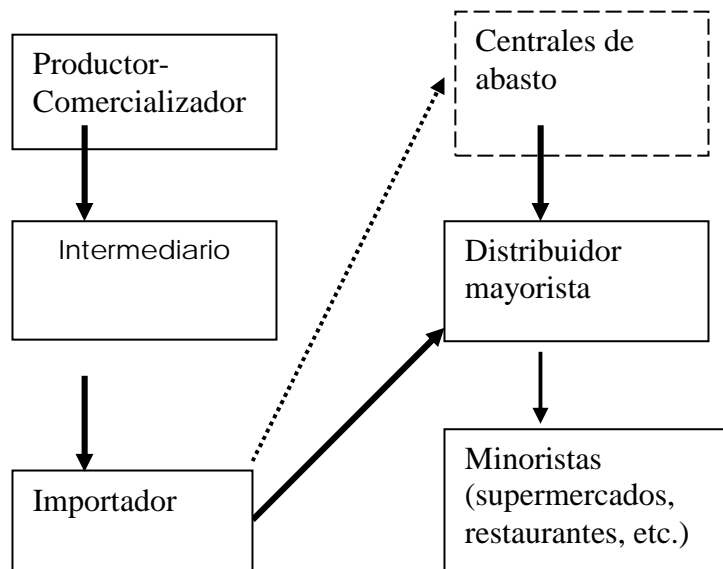 Productor-
Comercializador
Intermediario
Importador
Centrales de
abasto
Distribuidor
mayorista
Minoristas
(supermercados,
restaurantes, etc.)